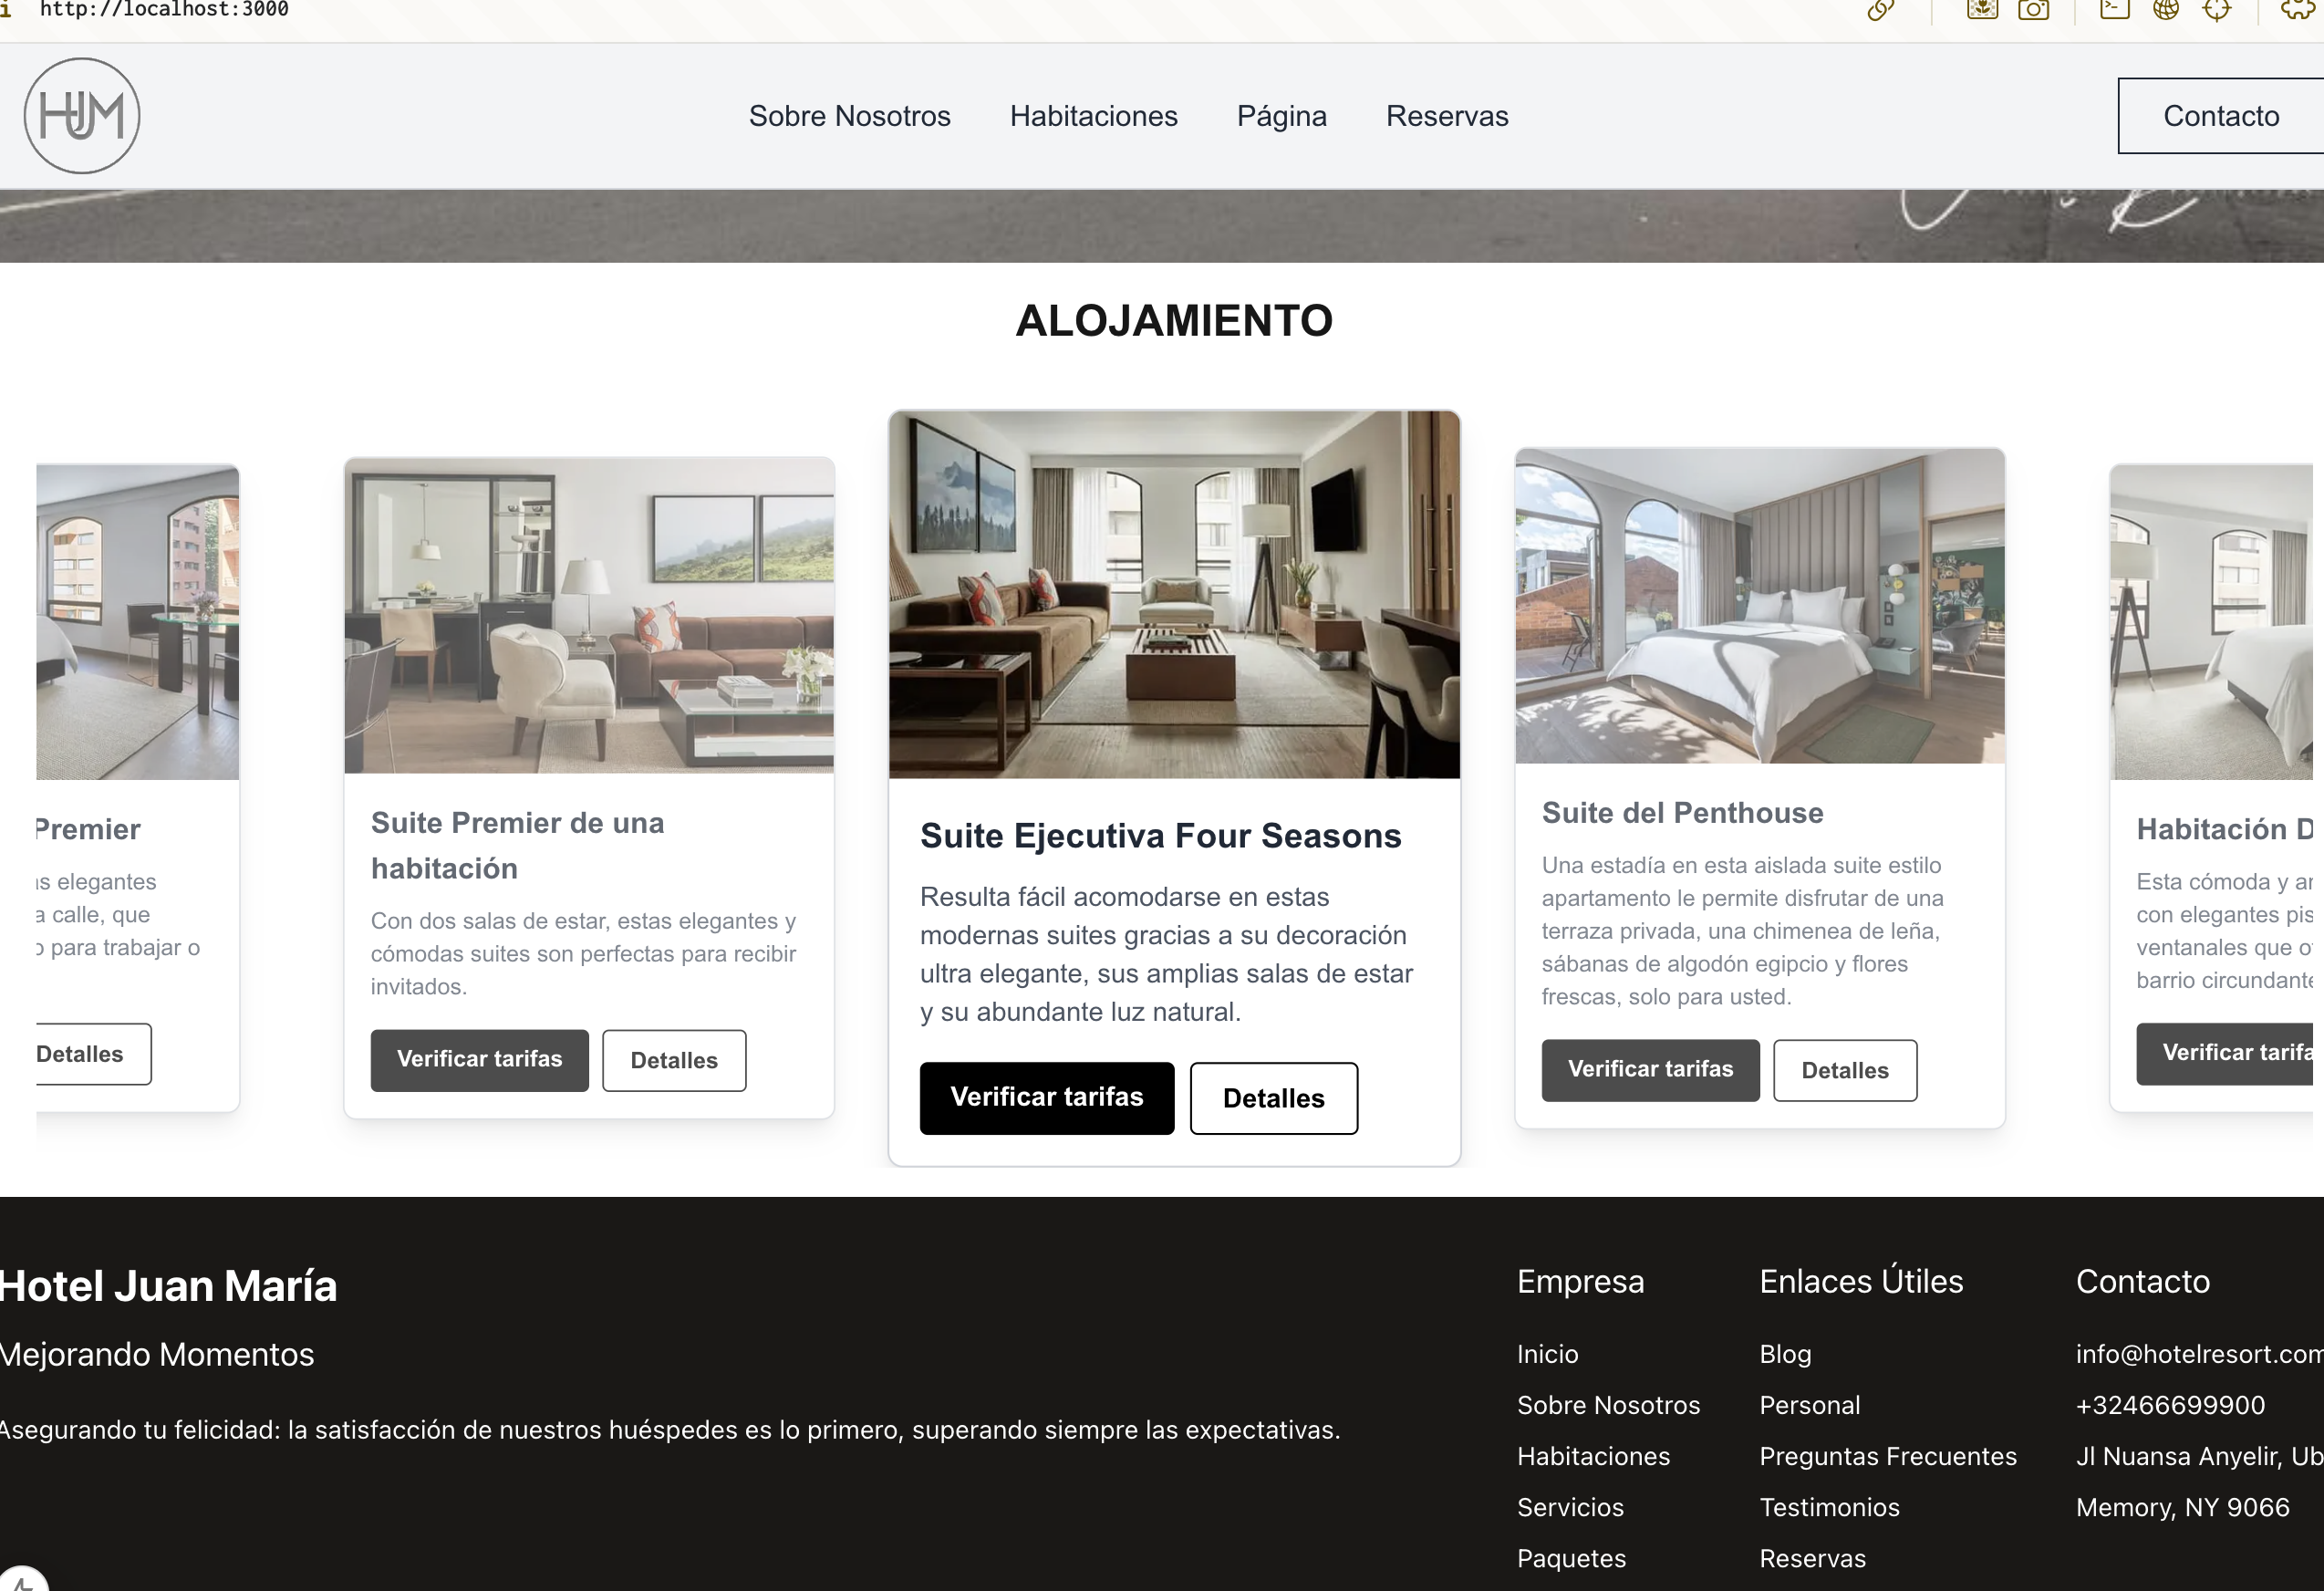 http://localhost:3000
HJM
Sobre Nosotros
Habitaciones
Página
Reservas
Contacto
ALOJAMIENTO
Premier
elegantes
a calle, que
para trabajar o
Detalles
Suite Premier de una
habitación
Con dos salas de estar, estas elegantes y
cómodas suites son perfectas para recibir
invitados.
Verificar tarifas
Detalles
Suite Ejecutiva Four Seasons
Resulta fácil acomodarse en estas
modernas suites gracias a su decoración
ultra elegante, sus amplias salas de estar
y su abundante luz natural.
Verificar tarifas
Detalles
Suite del Penthouse
Una estadía en esta aislada suite estilo
apartamento le permite disfrutar de una
terraza privada, una chimenea de leña,
sábanas de algodón egipcio y flores
frescas, solo para usted.
Verificar tarifas
Detalles
Habitación
Esta cómoda y
con elegantes
ventanales que
barrio
Verificar
Hotel Juan María
Mejorando Momentos
Asegurando tu felicidad: la satisfacción de nuestros huéspedes es lo primero, superando siempre las expectativas.
Empresa
Inicio
Sobre Nosotros
Habitaciones
Servicios
Paquetes
Enlaces Útiles
Blog
Personal
Preguntas Frecuentes
Testimonios
Reservas
Contacto
info@hotelresort.com
+32466699900
Jl Nuansa Anyelir,
Memory, NY 9066